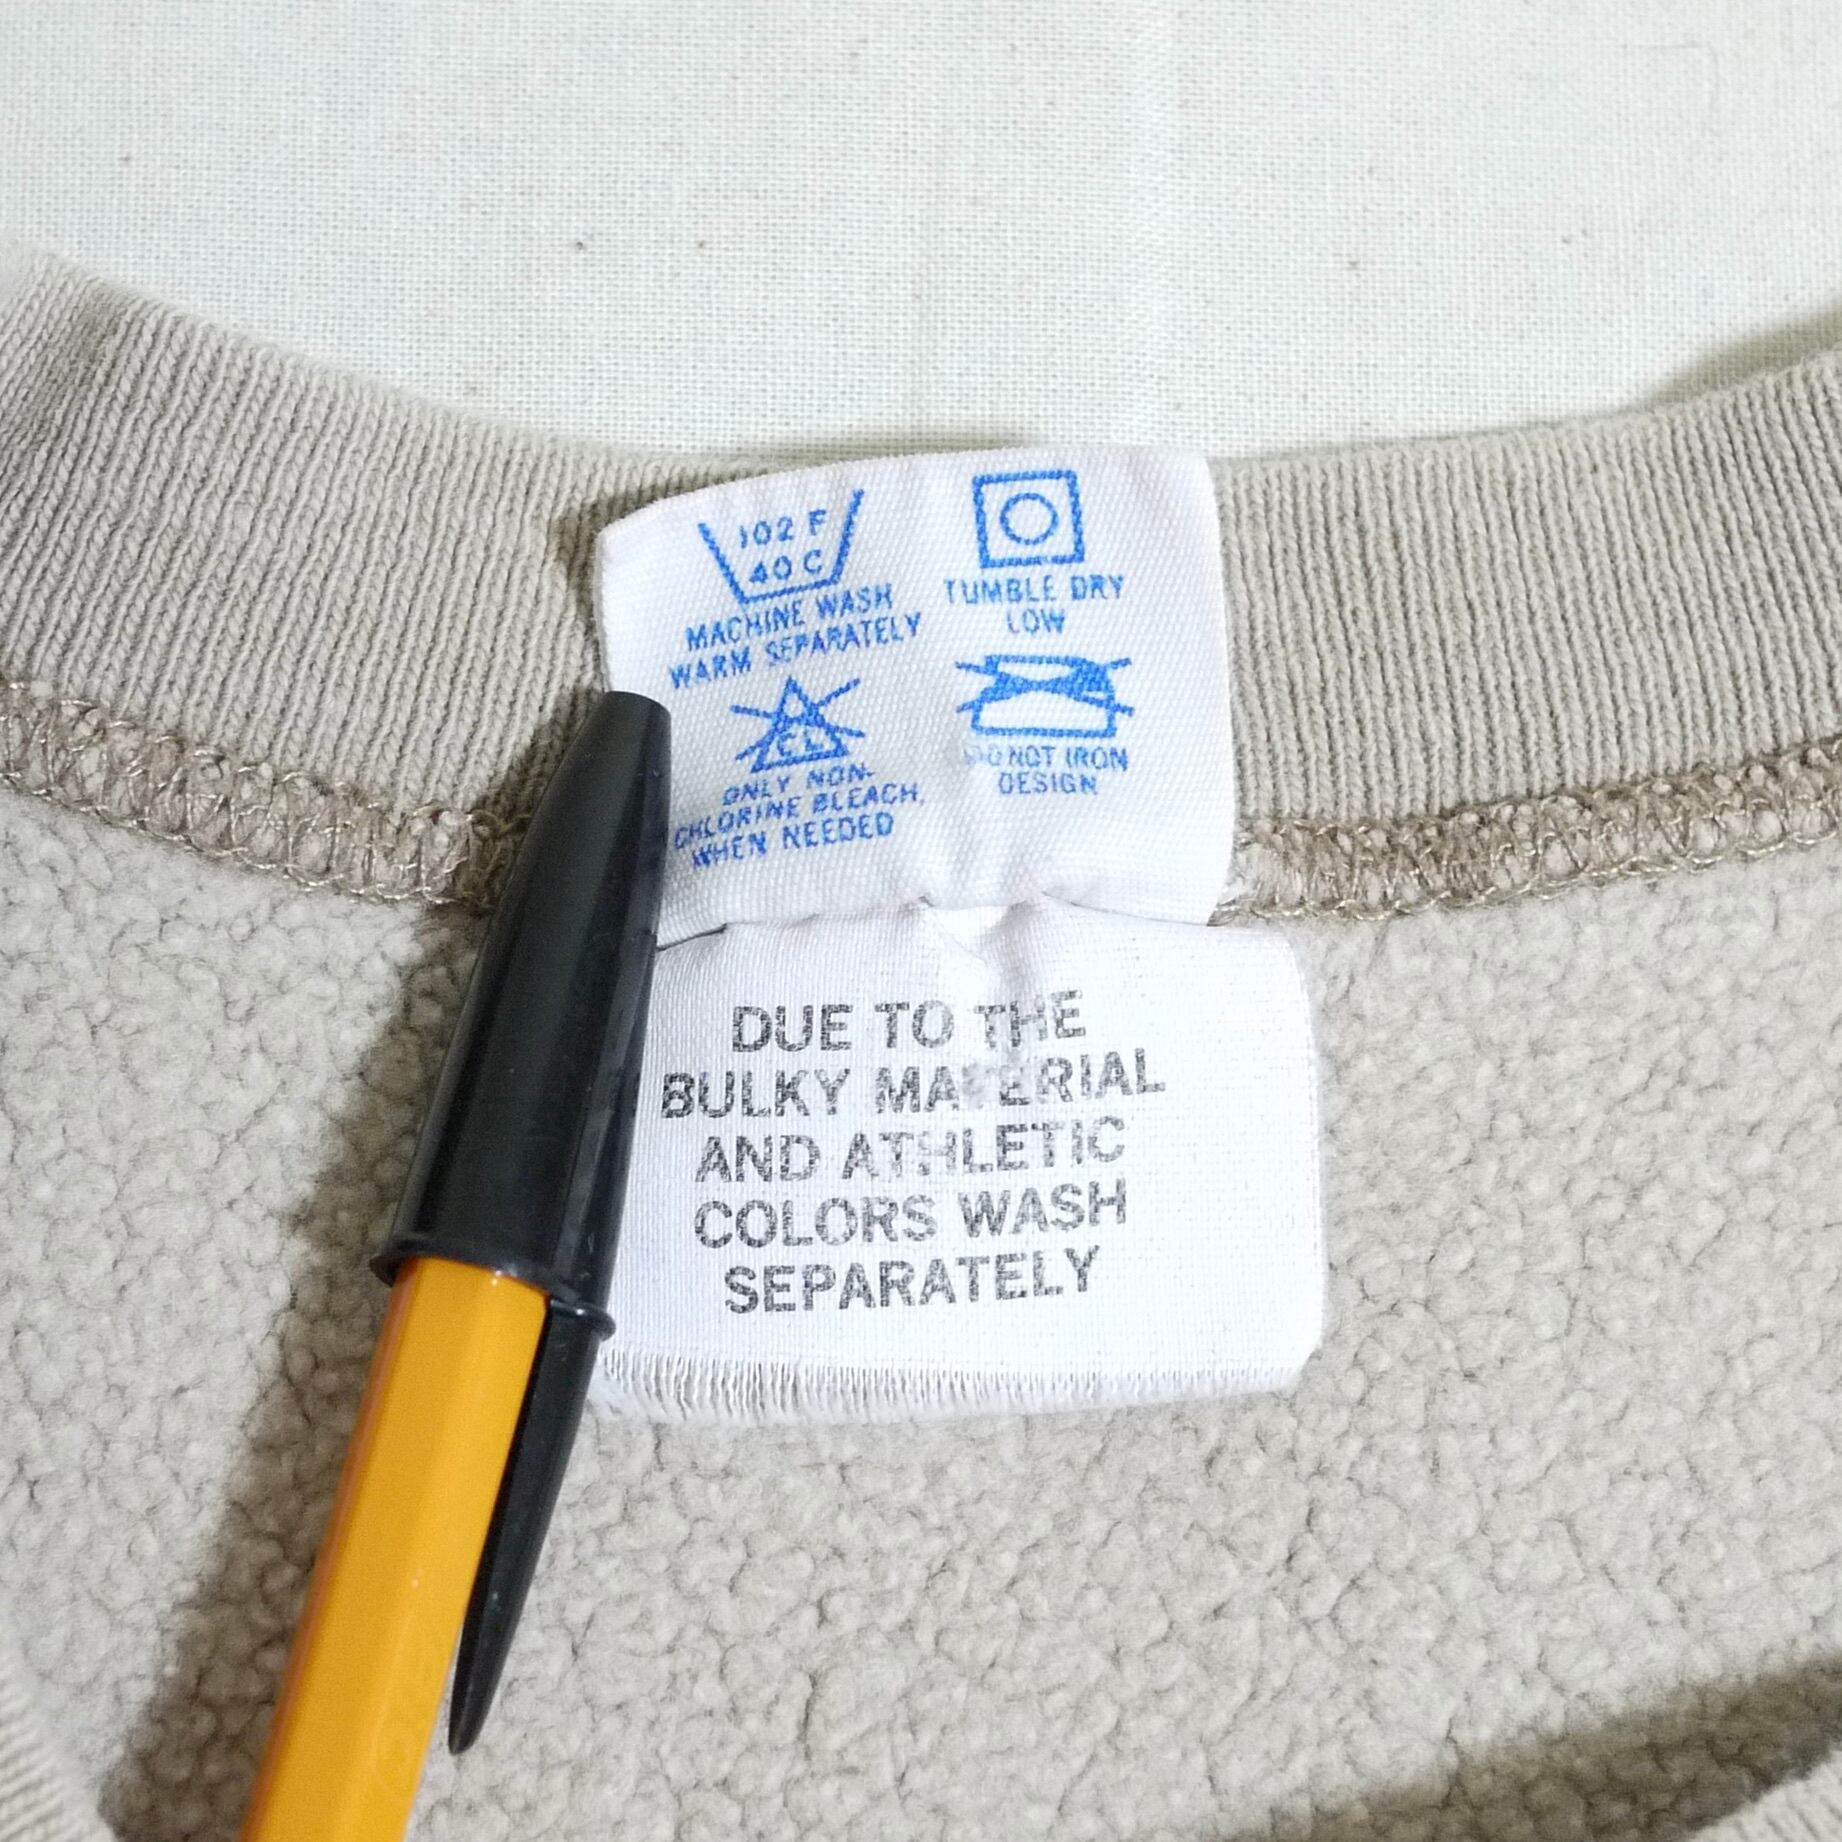 102 F
40 C
MACHINE WASH
WARM SEPARATELY
TUMBLE DRY
LOW
CL
ONLY NON-
CHLORINE BLEACH,
WHEN NEEDED
DO NOT IRON
DESIGN
DUE TO THE
BULKY MATERIAL
AND ATHLETIC
COLORS WASH
SEPARATELY